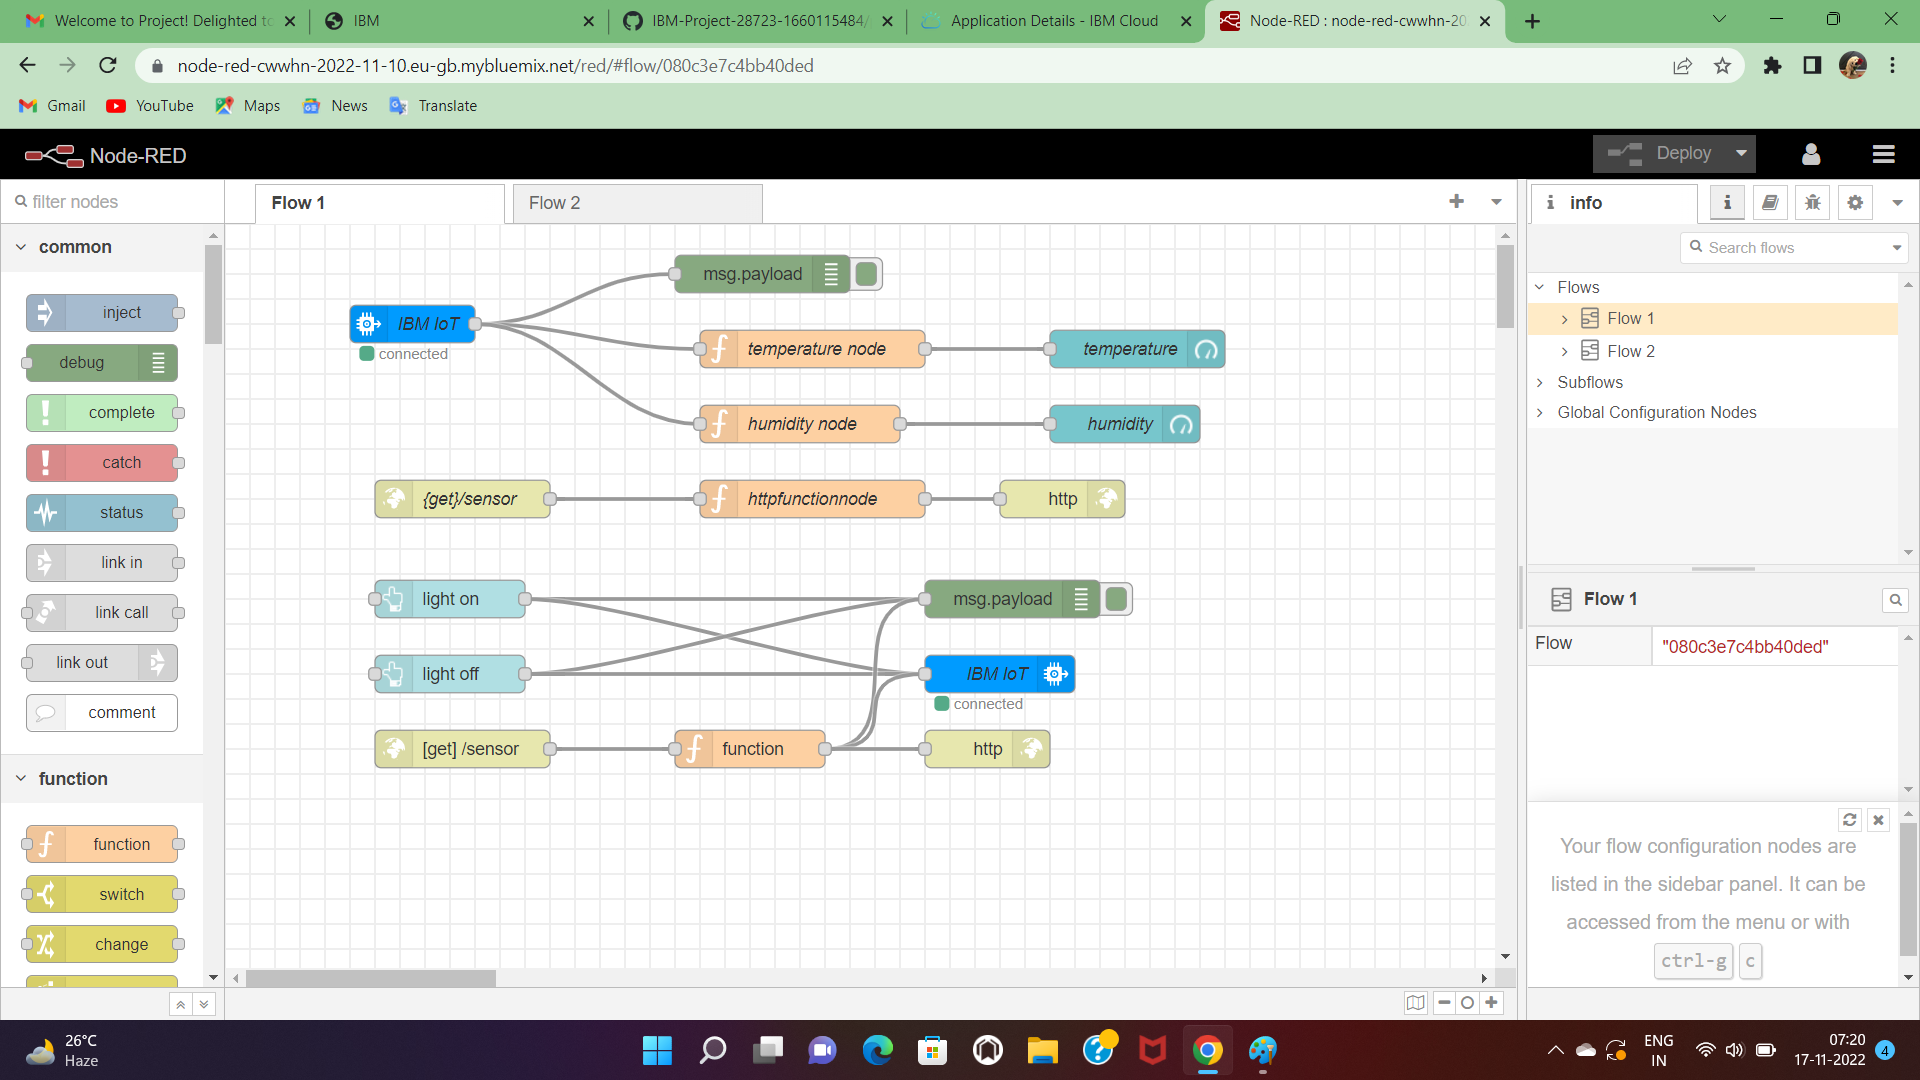 Welcome to Project! Delighted to
IBM
IBM-Project-28723-1660115484/
Application Details - IBM Cloud
Node-RED : node-red-cwwhn-20
node-red-cwwhn-2022-11-10.eu-gb.mybluemix.net/red/#flow/080c3e7c4bb40ded
Gmail
YouTube
Maps
News
Translate
Node-RED
Deploy
filter nodes
Flow 1
Flow 2
info
common
Search flows
inject
debug
complete
catch
status
link in
link call
link out
comment
function
function
switch
change
msg.payload
IBM IoT
connected
temperature node
temperature
humidity node
humidity
{get}/sensor
httpfunctionnode
http
light on
msg.payload
light off
IBM IoT
connected
[get] /sensor
function
http
Flows
Flow 1
Flow 2
Subflows
Global Configuration Nodes
Flow 1
Flow
"080c3e7c4bb40ded"
Your flow configuration nodes are
listed in the sidebar panel. It can be
accessed from the menu or with
ctrl-g c
26°C
Haze
ENG
IN
07:20
17-11-2022
4